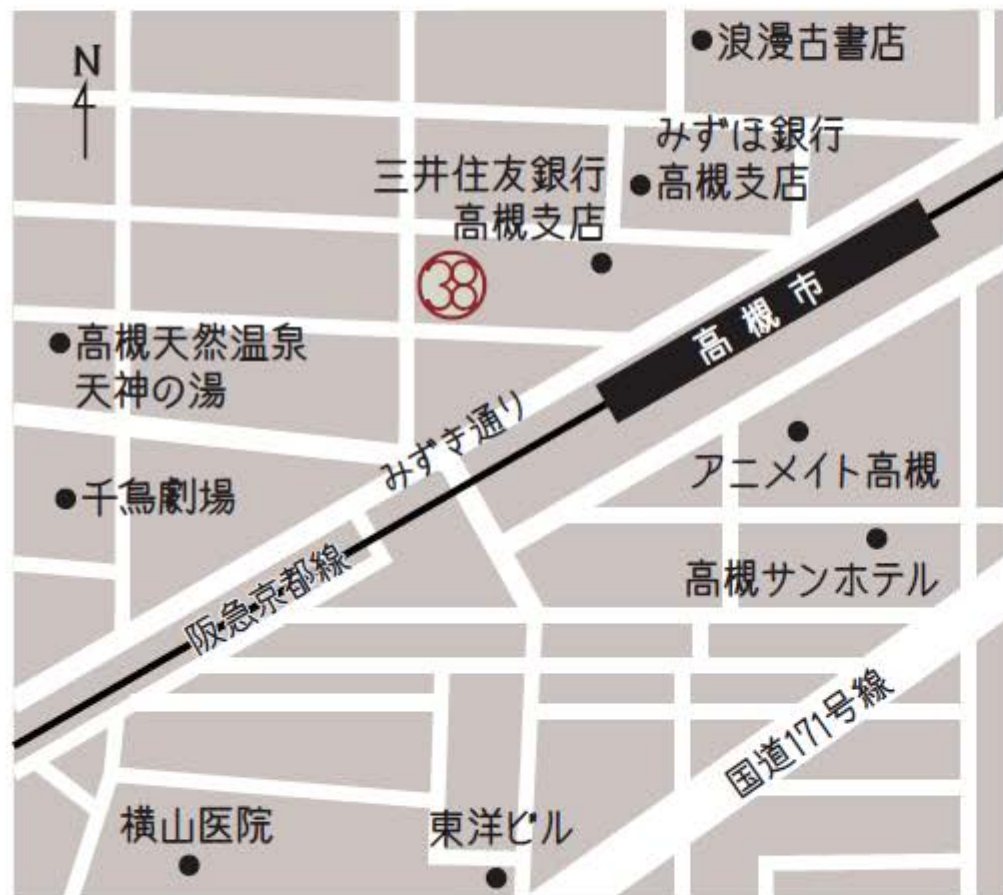 浪漫古書店
N
みずほ銀行
高槻支店
三井住友銀行
高槻支店
高槻市
高槻天然温泉
天神の湯
みずき通り
アニメイト高槻
千鳥劇場
高槻サンホテル
阪急京都線
国道171号線
横山医院
東洋ビル